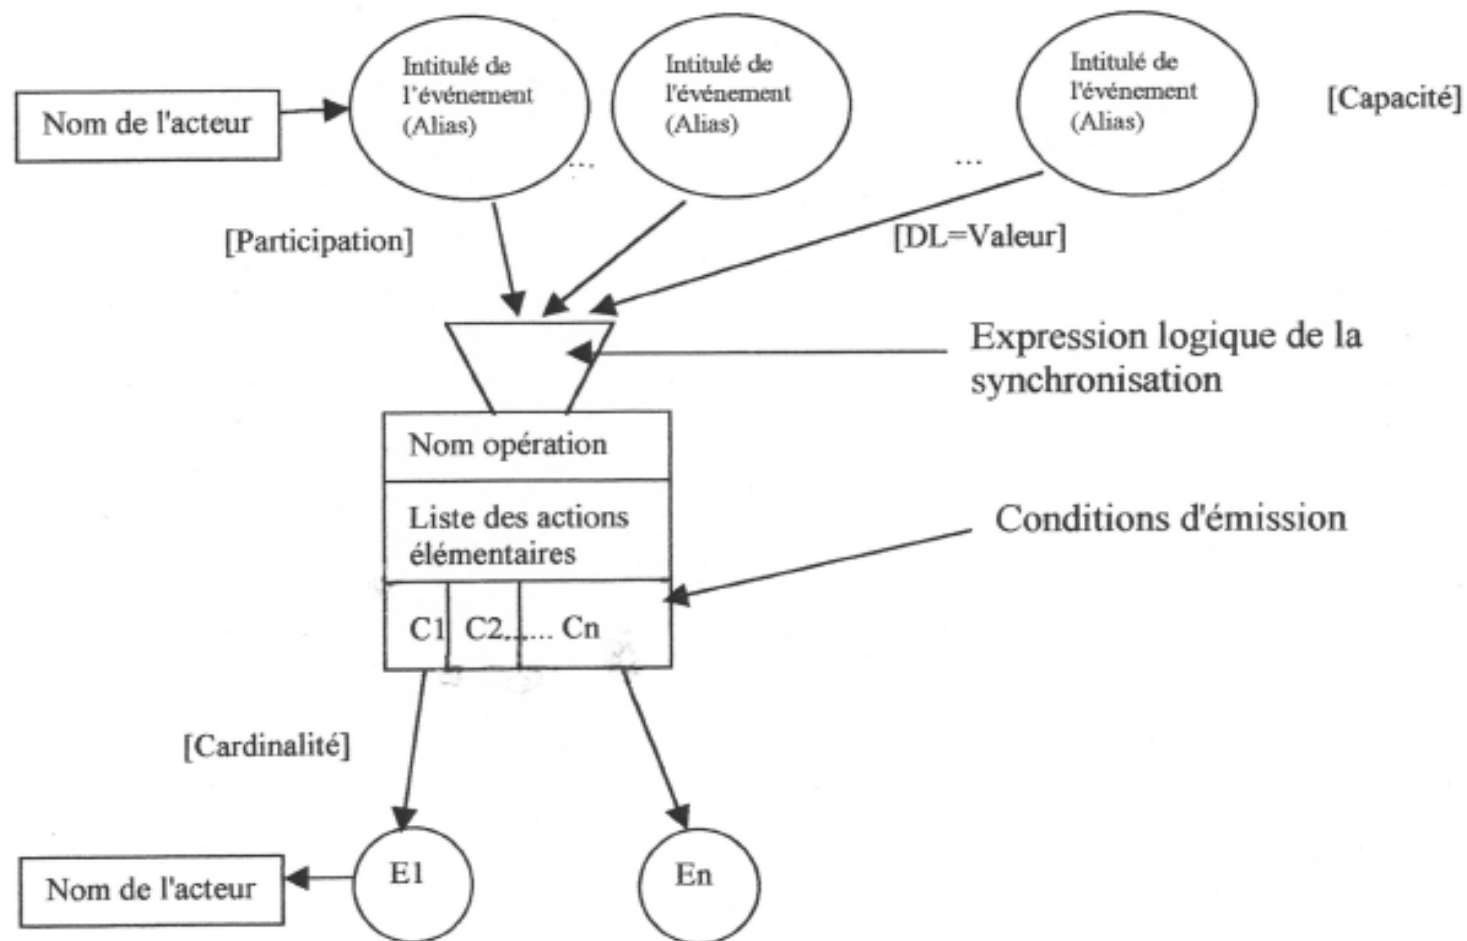 Intitulé de
l'événement
(Alias)
Intitulé de
l'événement
(Alias)
Intitulé de
l'événement
(Alias)
[Capacité]
Nom de l'acteur
...
...
[Participation]
[DL=Valeur]
Expression logique de la
synchronisation
Nom opération
Liste des actions
élémentaires
Conditions d'émission
C1 C2...... Cn
[Cardinalité]
Nom de l'acteur
E1
En